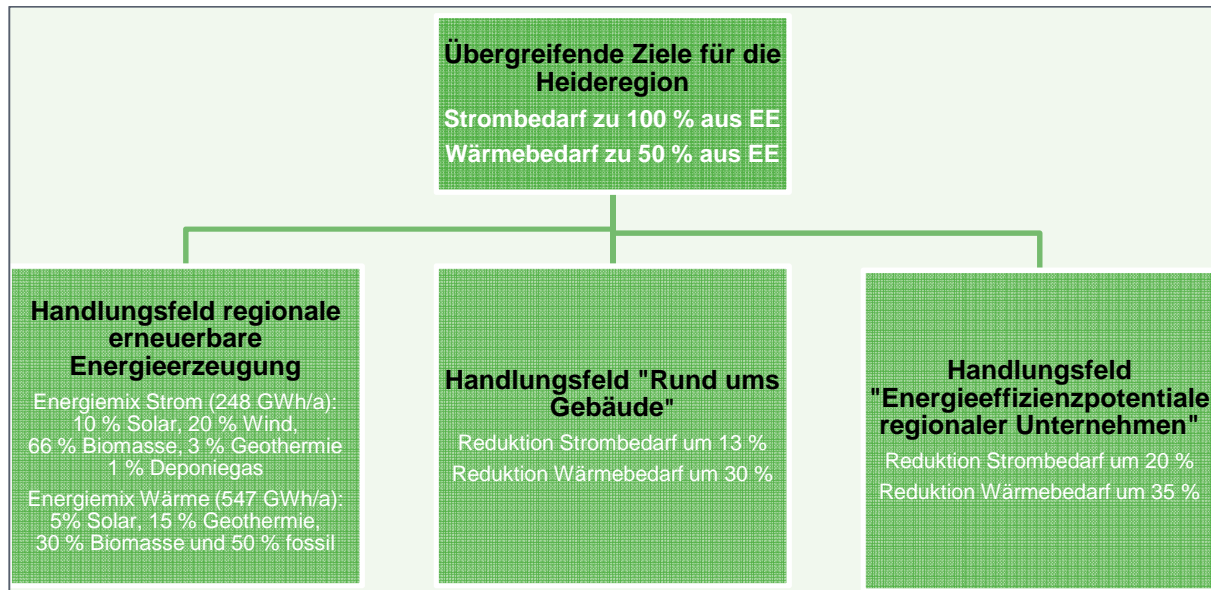 Übergreifende Ziele für die
Heideregion
Strombedarf zu 100 % aus EE
Wärmebedarf zu 50 % aus EE
Handlungsfeld regionale
erneuerbare
Energieerzeugung
Energiemix Strom (248 GWh/a):
10 % Solar, 20 % Wind,
66 % Biomasse, 3 % Geothermie
1 % Deponiegas
Energiemix Wärme (547 GWh/a):
5% Solar, 15 % Geothermie,
30 % Biomasse und 50 % fossil
Handlungsfeld "Rund ums
Gebäude"
Reduktion Strombedarf um 13 %
Reduktion Wärmebedarf um 30 %
Handlungsfeld
"Energieeffizienzpotentiale
regionaler Unternehmen"
Reduktion Strombedarf um 20 %
Reduktion Wärmebedarf um 35 %